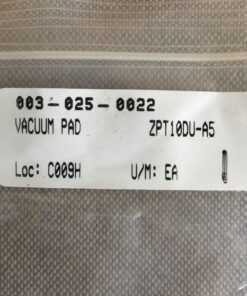 003-025-0022
VACUUM PAD ZPT10DU-A5
Loc: C009H U/M: EA